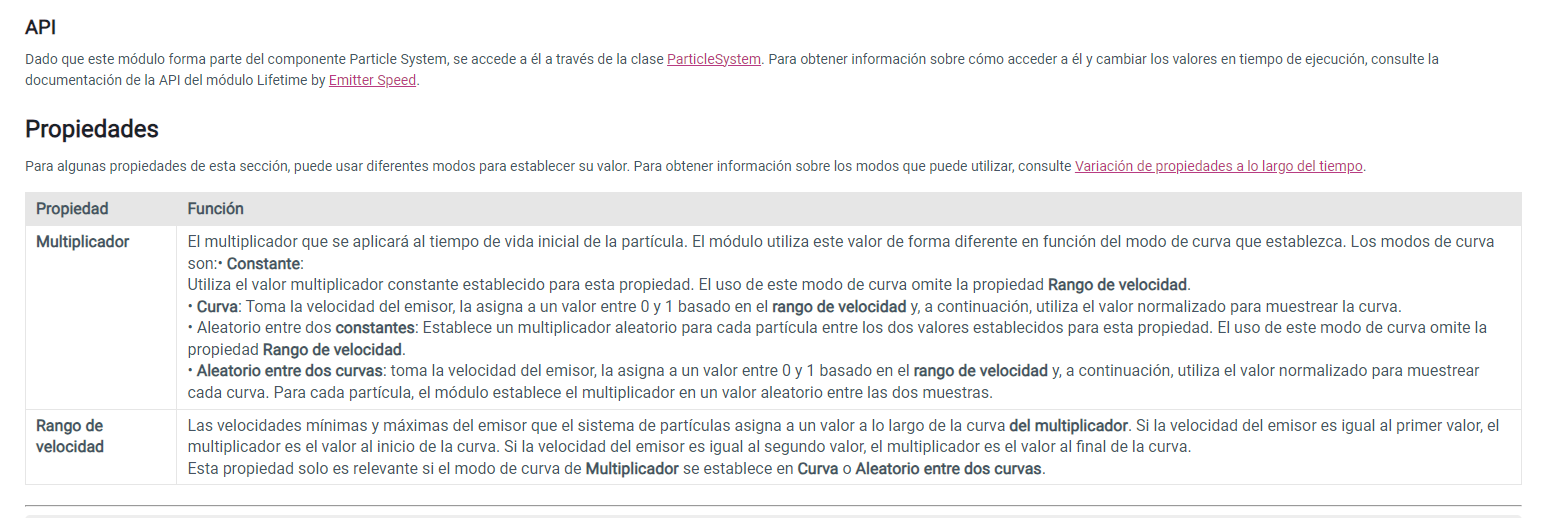 API
Dado que este módulo forma parte del componente Particle System, se accede a él a través de la clase ParticleSystem. Para obtener información sobre cómo acceder a él y cambiar los valores en tiempo de ejecución, consulte la
documentación de la API del módulo Lifetime by Emitter Speed.
Propiedades
Para algunas propiedades de esta sección, puede usar diferentes modos para establecer su valor. Para obtener información sobre los modos que puede utilizar, consulte Variación de propiedades a lo largo del tiempo.
Propiedad Función
Multiplicador El multiplicador que se aplicará al tiempo de vida inicial de la partícula. El módulo utiliza este valor de forma diferente en función del modo de curva que establezca. Los modos de curva
son:• Constante:
Utiliza el valor multiplicador constante establecido para esta propiedad. El uso de este modo de curva omite la propiedad Rango de velocidad.
• Curva: Toma la velocidad del emisor, la asigna a un valor entre 0 y 1 basado en el rango de velocidad y, a continuación, utiliza el valor normalizado para muestrear la curva.
• Aleatorio entre dos constantes: Establece un multiplicador aleatorio para cada partícula entre los dos valores establecidos para esta propiedad. El uso de este modo de curva omite la
propiedad Rango de velocidad.
• Aleatorio entre dos curvas: toma la velocidad del emisor, la asigna a un valor entre 0 y 1 basado en el rango de velocidad y, a continuación, utiliza el valor normalizado para muestrear
cada curva. Para cada partícula, el módulo establece el multiplicador en un valor aleatorio entre las dos muestras.
Rango de
velocidad
Las velocidades mínimas y máximas del emisor que el sistema de partículas asigna a un valor a lo largo de la curva del multiplicador. Si la velocidad del emisor es igual al primer valor, el
multiplicador es el valor al inicio de la curva. Si la velocidad del emisor es igual al segundo valor, el multiplicador es el valor al final de la curva.
Esta propiedad solo es relevante si el modo de curva de Multiplicador se establece en Curva o Aleatorio entre dos curvas.